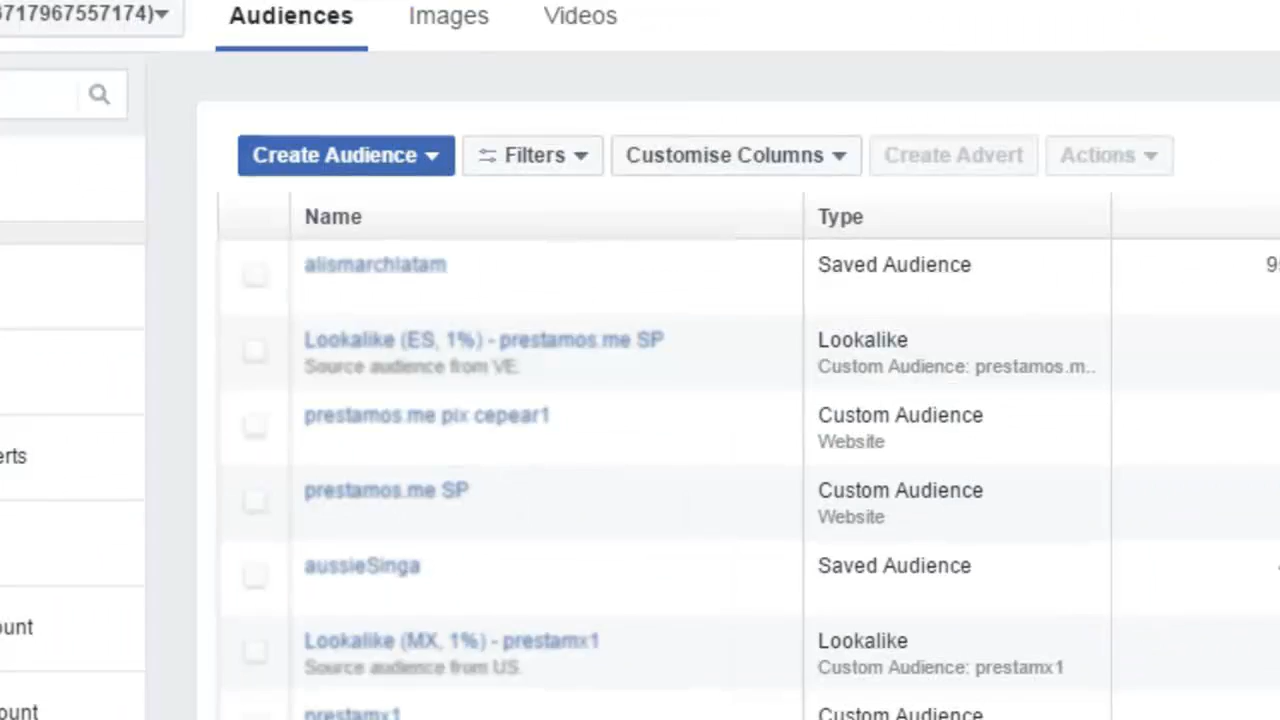 3717967557174)
Audiences Images Videos
Create Audience Filters Customise Columns Create Advert Actions
Name Type
alismarchlatam Saved Audience
Lookalike (ES, 1%) - prestamos.me SP Lookalike
Source audience from VE Custom Audience: prestamos.m..
prestamos.me pix cepear1 Custom Audience
Website
prestamos.me SP Custom Audience
erts Website
aussieSinga Saved Audience
ount Lookalike (MX, 1%) - prestamx1 Lookalike
Source audience from US Custom Audience: prestamx1
ount prestamx1 Custom Audience